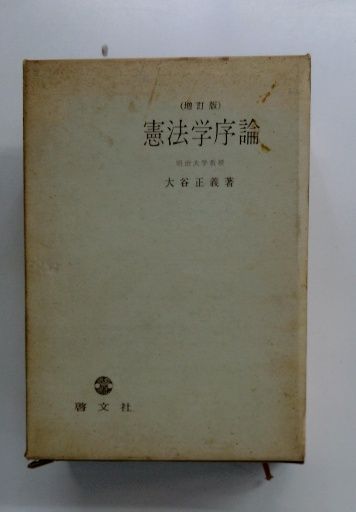 (増訂版)
憲法学序論
明治大学教授
大谷正義著
啓文社